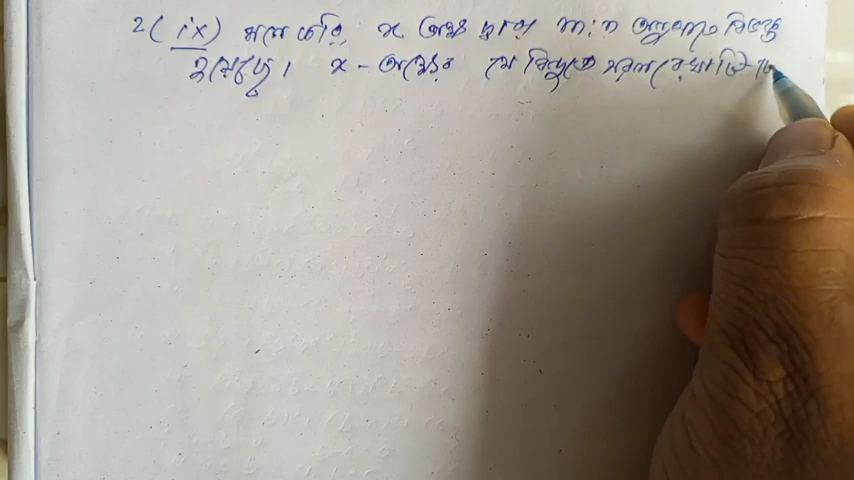 2(ix) মনে করি, x অক্ষ দ্বারা m:n অনুপাতে বিভক্ত
হয়েছে। x-অক্ষের যে বিন্দুতে সরলরেখাটি